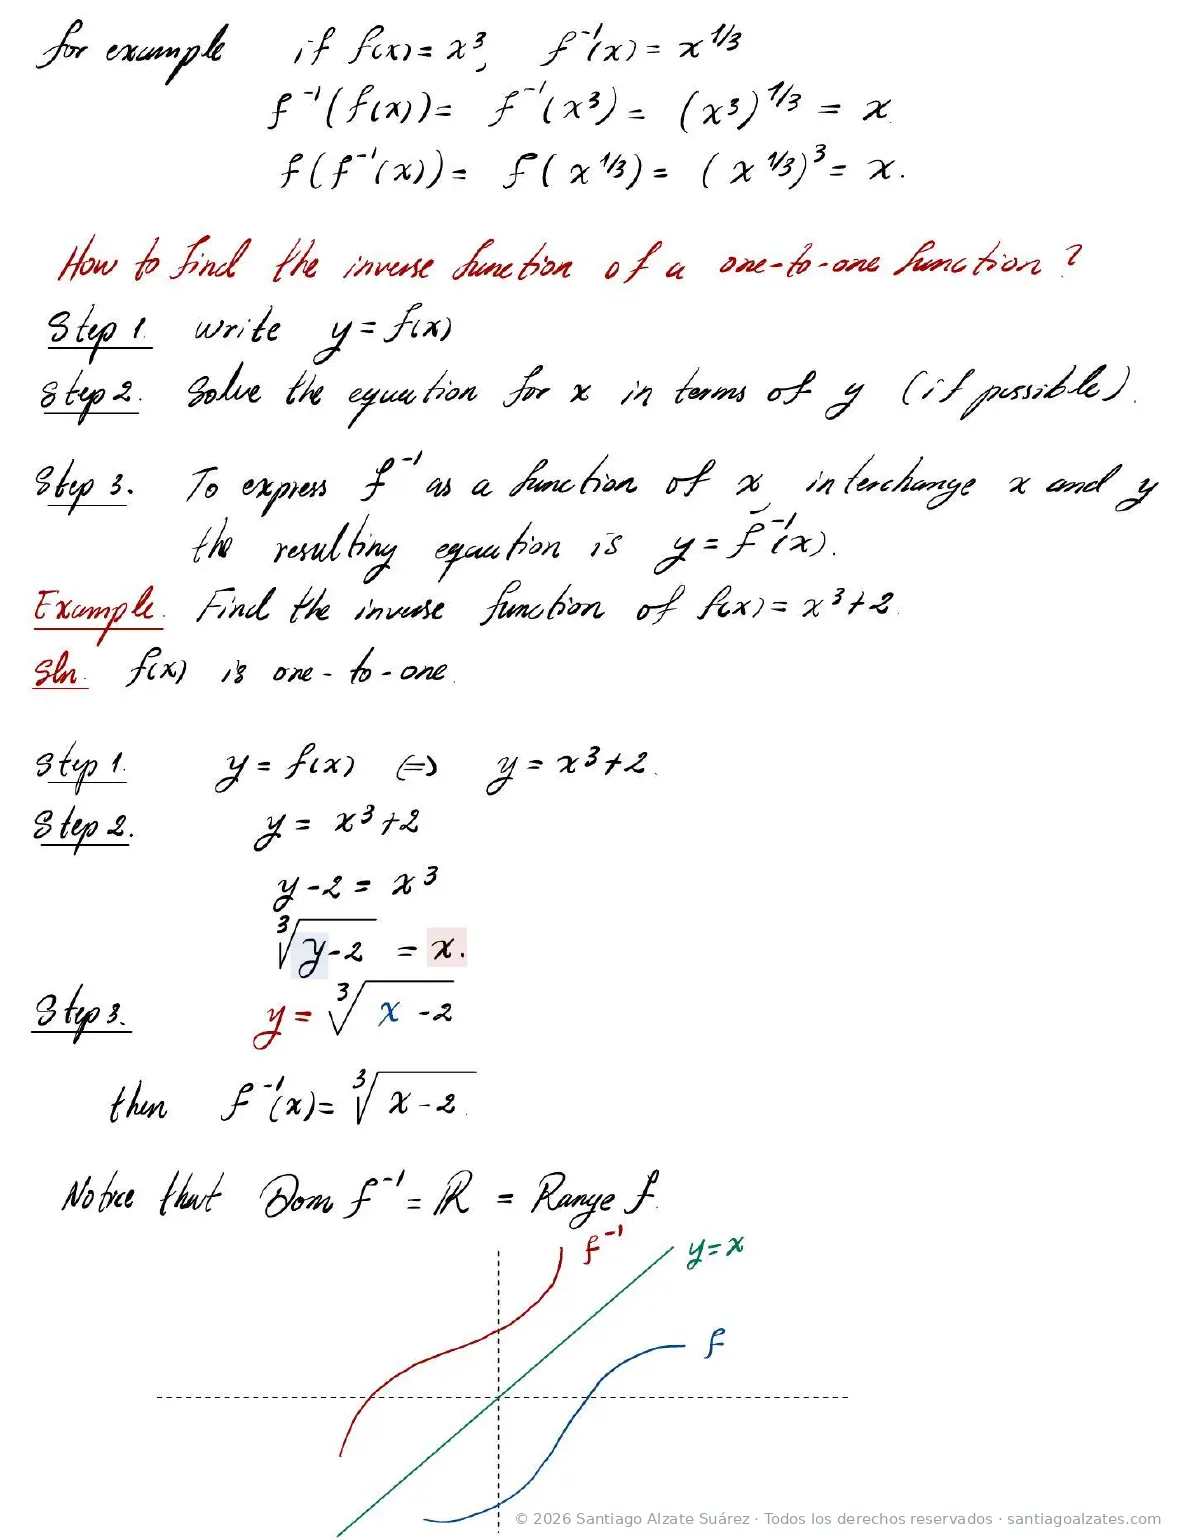 for example if f(x) = x³, f⁻¹(x) = x^1/3
f⁻¹(f(x)) = f⁻¹(x³) = (x³)^1/3 = x.
f(f⁻¹(x)) = f(x^1/3) = (x^1/3)³ = x.
How to find the inverse function of a one-to-one function?
Step 1. write y = f(x)
Step 2. Solve the equation for x in terms of y (if possible).
Step 3. To express f⁻¹ as a function of x, interchange x and y
the resulting equation is y = f⁻¹(x).
Example. Find the inverse function of f(x) = x³+2.
Sln. f(x) is one-to-one.
Step 1. y = f(x) ⇔ y = x³+2.
Step 2. y = x³+2
y-2 = x³
∛(y-2) = x.
Step 3. y = ∛(x-2)
then f⁻¹(x) = ∛(x-2).
Notice that Dom f⁻¹ = ℝ = Range f.
f⁻¹ y=x
f
© 2026 Santiago Alzate Suárez · Todos los derechos reservados · santiagoalzates.com